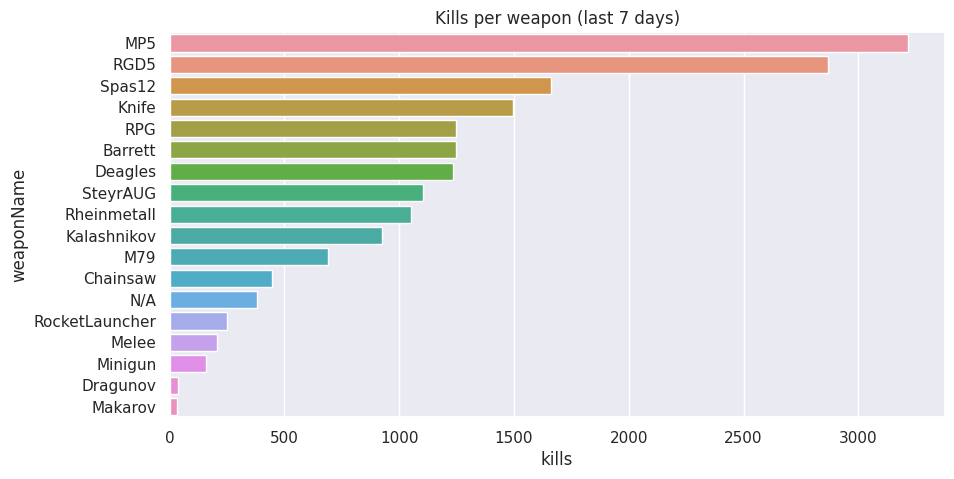 Kills per weapon (last 7 days)
weaponName
MP5
RGD5
Spas12
Knife
RPG
Barrett
Deagles
SteyrAUG
Rheinmetall
Kalashnikov
M79
Chainsaw
N/A
RocketLauncher
Melee
Minigun
Dragunov
Makarov
0 500 1000 1500 2000 2500 3000
kills